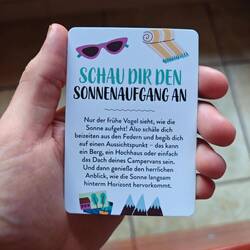 SCHAU DIR DEN
SONNENAUFGANG AN
Nur der frühe Vogel sieht, wie die
Sonne aufgeht! Also schäle dich
beizeiten aus den Federn und begib dich
auf einen Aussichtspunkt – das kann
ein Berg, ein Hochhaus oder einfach
das Dach deines Campervans sein.
Und dann genieße den herrlichen
Anblick, wie die Sonne langsam
hinterm Horizont hervorkommt.